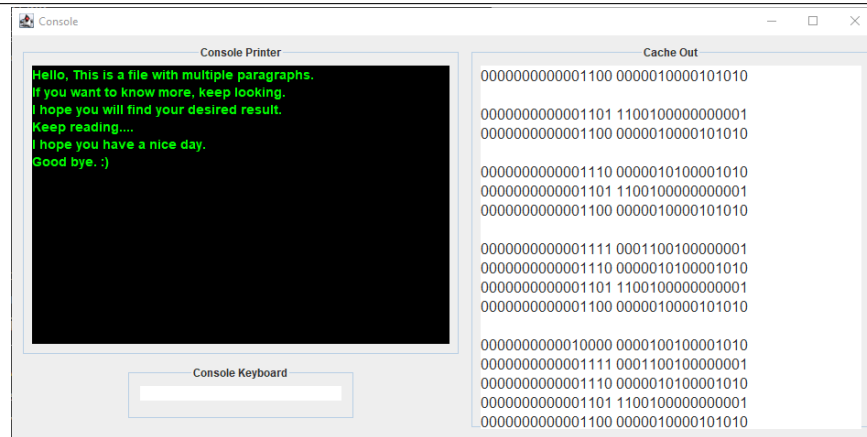 Console
Console Printer
Hello, This is a file with multiple paragraphs.
If you want to know more, keep looking.
I hope you will find your desired result.
Keep reading....
I hope you have a nice day.
Good bye. :)
Console Keyboard
Cache Out
0000000000001100 0000010000101010
0000000000001101 1100100000000001
0000000000001100 0000010000101010
0000000000001110 0000010100001010
0000000000001101 1100100000000001
0000000000001100 0000010000101010
0000000000001111 0001100100000001
0000000000001110 0000010100001010
0000000000001101 1100100000000001
0000000000001100 0000010000101010
0000000000010000 0000100100001010
0000000000001111 0001100100000001
0000000000001110 0000010100001010
0000000000001101 1100100000000001
0000000000001100 0000010000101010